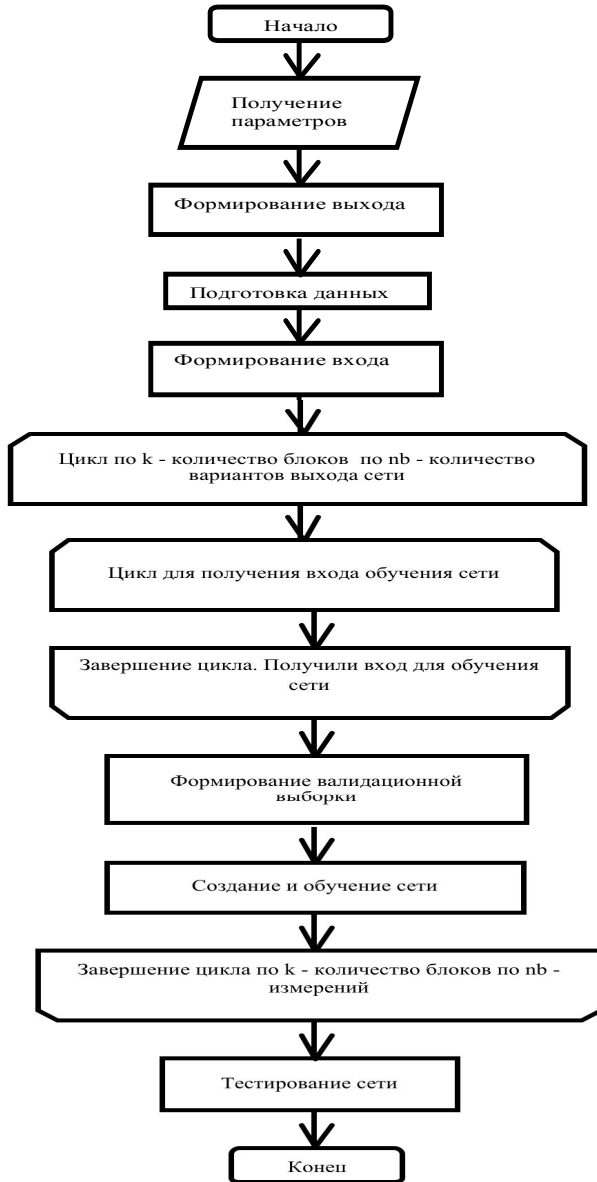 Начало
Получение
параметров
Формирование выхода
Подготовка данных
Формирование входа
Цикл по k - количество блоков по nb - количество
вариантов выхода сети
Цикл для получения входа обучения сети
Завершение цикла. Получили вход для обучения
сети
Формирование валидационной
выборки
Создание и обучение сети
Завершение цикла по k - количество блоков по nb -
измерений
Тестирование сети
Конец